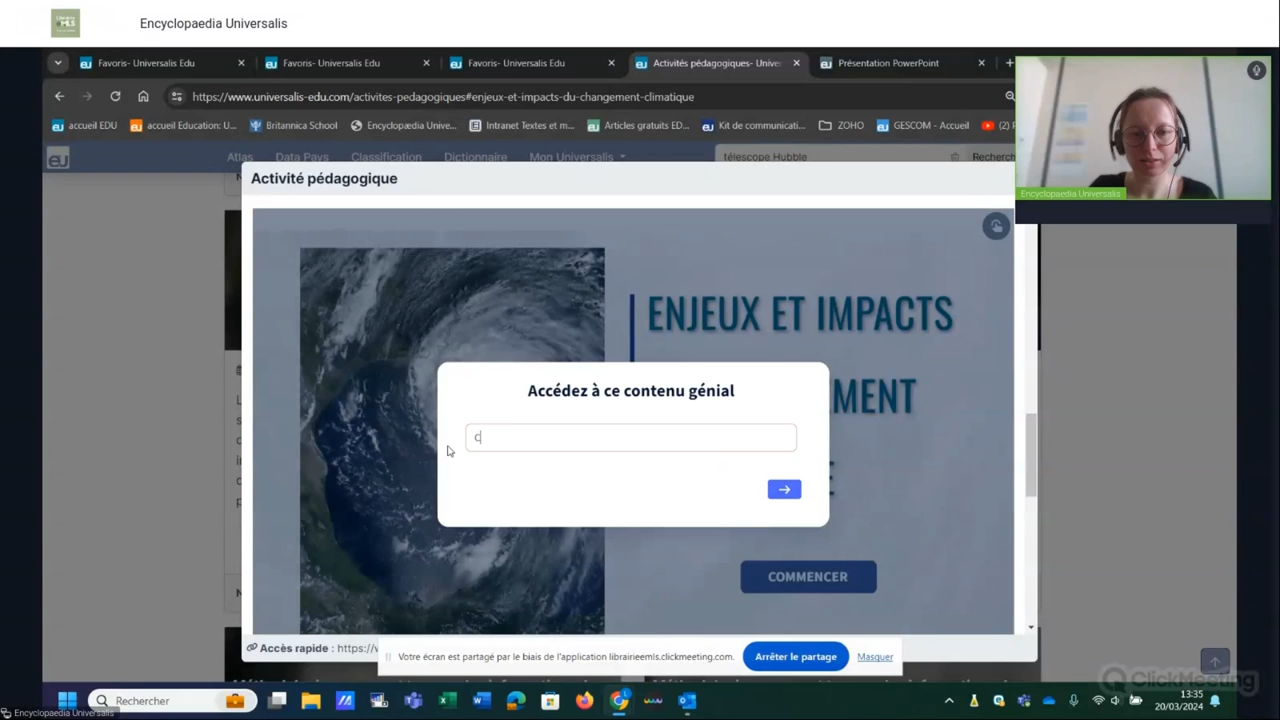 Encyclopaedia Universalis
Favoris- Universalis Edu
Favoris- Universalis Edu
Favoris- Universalis Edu
Activités pédagogiques- Unive
Présentation PowerPoint
https://www.universalis-edu.com/activites-pedagogiques#enjeux-et-impacts-du-changement-climatique
accueil EDU
accueil Education: U...
Britannica School
Encyclopædia Unive...
Intranet Textes et m...
Articles gratuits ED...
Kit de communicati...
ZOHO
GESCOM - Accueil
Atlas
Data Pays
Classification
Dictionnaire
Mon Universalis
télescope Hubble
Recherch
Encyclopaedia Universalis
Activité pédagogique
ENJEUX ET IMPACTS
MENT
E
Accédez à ce contenu génial
C
COMMENCER
Accès rapide : https://v
Votre écran est partagé par le biais de l'application librairieemls.clickmeeting.com.
Arrêter le partage
Masquer
ClickMeeting
Rechercher
13:35
20/03/2024
Encyclopaedia Universalis